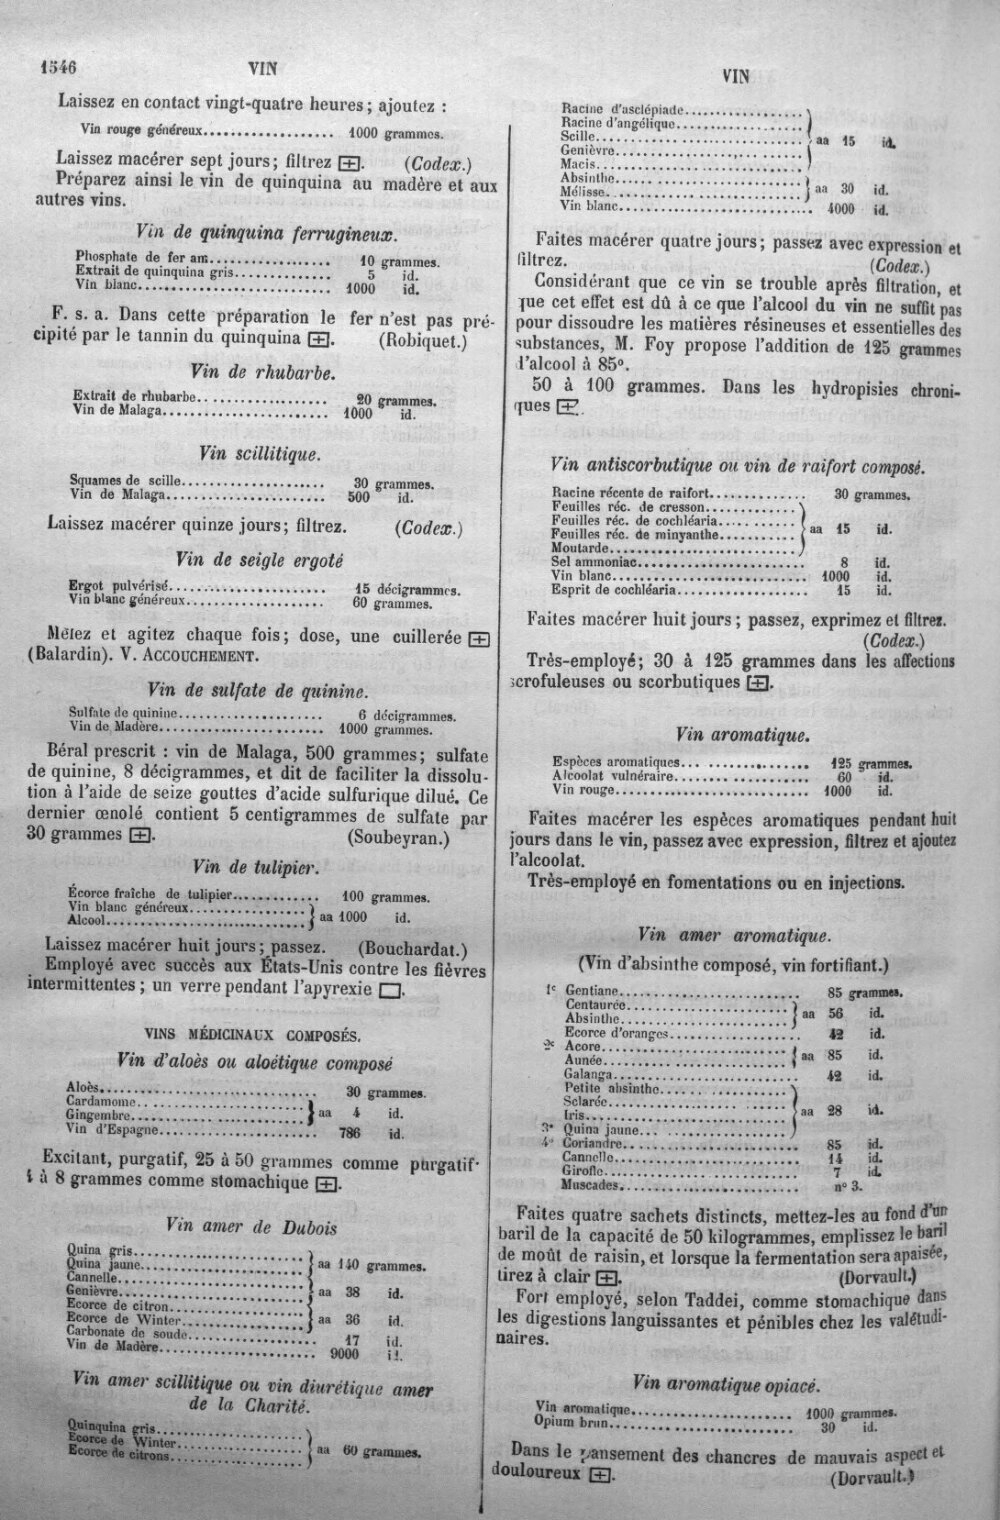 1546 VIN
Laissez en contact vingt-quatre heures; ajoutez :
Vin rouge généreux.................. 1000 grammes.
Laissez macérer sept jours; filtrez ⊞. (Codex.)
Préparez ainsi le vin de quinquina au madère et aux
autres vins.
Vin de quinquina ferrugineux.
Phosphate de fer am................. 10 grammes.
Extrait de quinquina gris............. 5 id.
Vin blanc........................... 1000 id.
F. s. a. Dans cette préparation le fer n'est pas pré-
cipité par le tannin du quinquina ⊞. (Robiquet.)
Vin de rhubarbe.
Extrait de rhubarbe.................. 20 grammes.
Vin de Malaga....................... 1000 id.
Vin scillitique.
Squames de scille.................... 30 grammes.
Vin de Malaga...................... 500 id.
Laissez macérer quinze jours; filtrez. (Codex.)
Vin de seigle ergoté
Ergot pulvérisé...................... 15 décigrammes.
Vin blanc généreux................... 60 grammes.
Mêlez et agitez chaque fois; dose, une cuillerée ⊞
(Balardin). V. ACCOUCHEMENT.
Vin de sulfate de quinine.
Sulfate de quinine.................... 6 décigrammes.
Vin de Madère....................... 1000 grammes.
Béral prescrit : vin de Malaga, 500 grammes; sulfate
de quinine, 8 décigrammes, et dit de faciliter la dissolu-
tion à l'aide de seize gouttes d'acide sulfurique dilué. Ce
dernier œnolé contient 5 centigrammes de sulfate par
30 grammes ⊞. (Soubeyran.)
Vin de tulipier.
Écorce fraîche de tulipier............ 100 grammes.
Vin blanc généreux................
Alcool............................ } aa 1000 id.
Laissez macérer huit jours; passez. (Bouchardat.)
Employé avec succès aux États-Unis contre les fièvres
intermittentes; un verre pendant l'apyrexie □.
VINS MÉDICINAUX COMPOSÉS.
Vin d'aloès ou aloétique composé
Aloès............................... 30 grammes.
Cardamome.......................
Gingembre....................... } aa 4 id.
Vin d'Espagne...................... 786 id.
Excitant, purgatif, 25 à 50 grammes comme purgatif·
à 8 grammes comme stomachique ⊞.
Vin amer de Dubois
Quina gris.........................
Quina jaune....................... } aa 140 grammes.
Cannelle..........................
Genièvre.......................... } aa 38 id.
Ecorce de citron...................
Ecorce de Winter.................. } aa 36 id.
Carbonate de soude.................. 17 id.
Vin de Madère...................... 9000 id.
Vin amer scillitique ou vin diurétique amer
de la Charité.
Quinquina gris.....................
Ecorce de Winter..................
Ecorce de citrons.................. } aa 60 grammes.
VIN
Racine d'asclépiade.................
Racine d'angélique..................
Scille............................. } aa 15 id.
Genièvre..........................
Macis.............................
Absinthe..........................
Mélisse........................... } aa 30 id.
Vin blanc.......................... 4000 id.
Faites macérer quatre jours; passez avec expression et
filtrez. (Codex.)
Considérant que ce vin se trouble après filtration, et
que cet effet est dû à ce que l'alcool du vin ne suffit pas
pour dissoudre les matières résineuses et essentielles des
substances, M. Foy propose l'addition de 125 grammes
d'alcool à 85°.
50 à 100 grammes. Dans les hydropisies chroni-
ques ⊞.
Vin antiscorbutique ou vin de raifort composé.
Racine récente de raifort.............. 30 grammes.
Feuilles réc. de cresson.............
Feuilles réc. de cochléaria..........
Feuilles réc. de minyanthe.......... } aa 15 id.
Moutarde.........................
Sel ammoniac....................... 8 id.
Vin blanc........................... 1000 id.
Esprit de cochléaria................. 15 id.
Faites macérer huit jours; passez, exprimez et filtrez.
(Codex.)
Très-employé; 30 à 125 grammes dans les affections
scrofuleuses ou scorbutiques ⊞.
Vin aromatique.
Espèces aromatiques.................. 125 grammes.
Alcoolat vulnéraire................... 60 id.
Vin rouge........................... 1000 id.
Faites macérer les espèces aromatiques pendant huit
jours dans le vin, passez avec expression, filtrez et ajoutez
l'alcoolat.
Très-employé en fomentations ou en injections.
Vin amer aromatique.
(Vin d'absinthe composé, vin fortifiant.)
1e Gentiane.......................... 85 grammes.
Centaurée........................
Absinthe......................... } aa 56 id.
Ecorce d'oranges................... 42 id.
2e Acore............................
Aunée............................ } aa 85 id.
Galanga........................... 42 id.
Petite absinthe....................
Sclarée...........................
Iris............................... } aa 28 id.
3e Quina jaune......................
4e Coriandre......................... 85 id.
Cannelle.......................... 14 id.
Girofle............................ 7 id.
Muscades......................... n° 3.
Faites quatre sachets distincts, mettez-les au fond d'un
baril de la capacité de 50 kilogrammes, emplissez le baril
de moût de raisin, et lorsque la fermentation sera apaisée,
tirez à clair ⊞. (Dorvault.)
Fort employé, selon Taddei, comme stomachique dans
les digestions languissantes et pénibles chez les valétudi-
naires.
Vin aromatique opiacé.
Vin aromatique...................... 1000 grammes.
Opium brun......................... 30 id.
Dans le pansement des chancres de mauvais aspect et
douloureux ⊞. (Dorvault.)